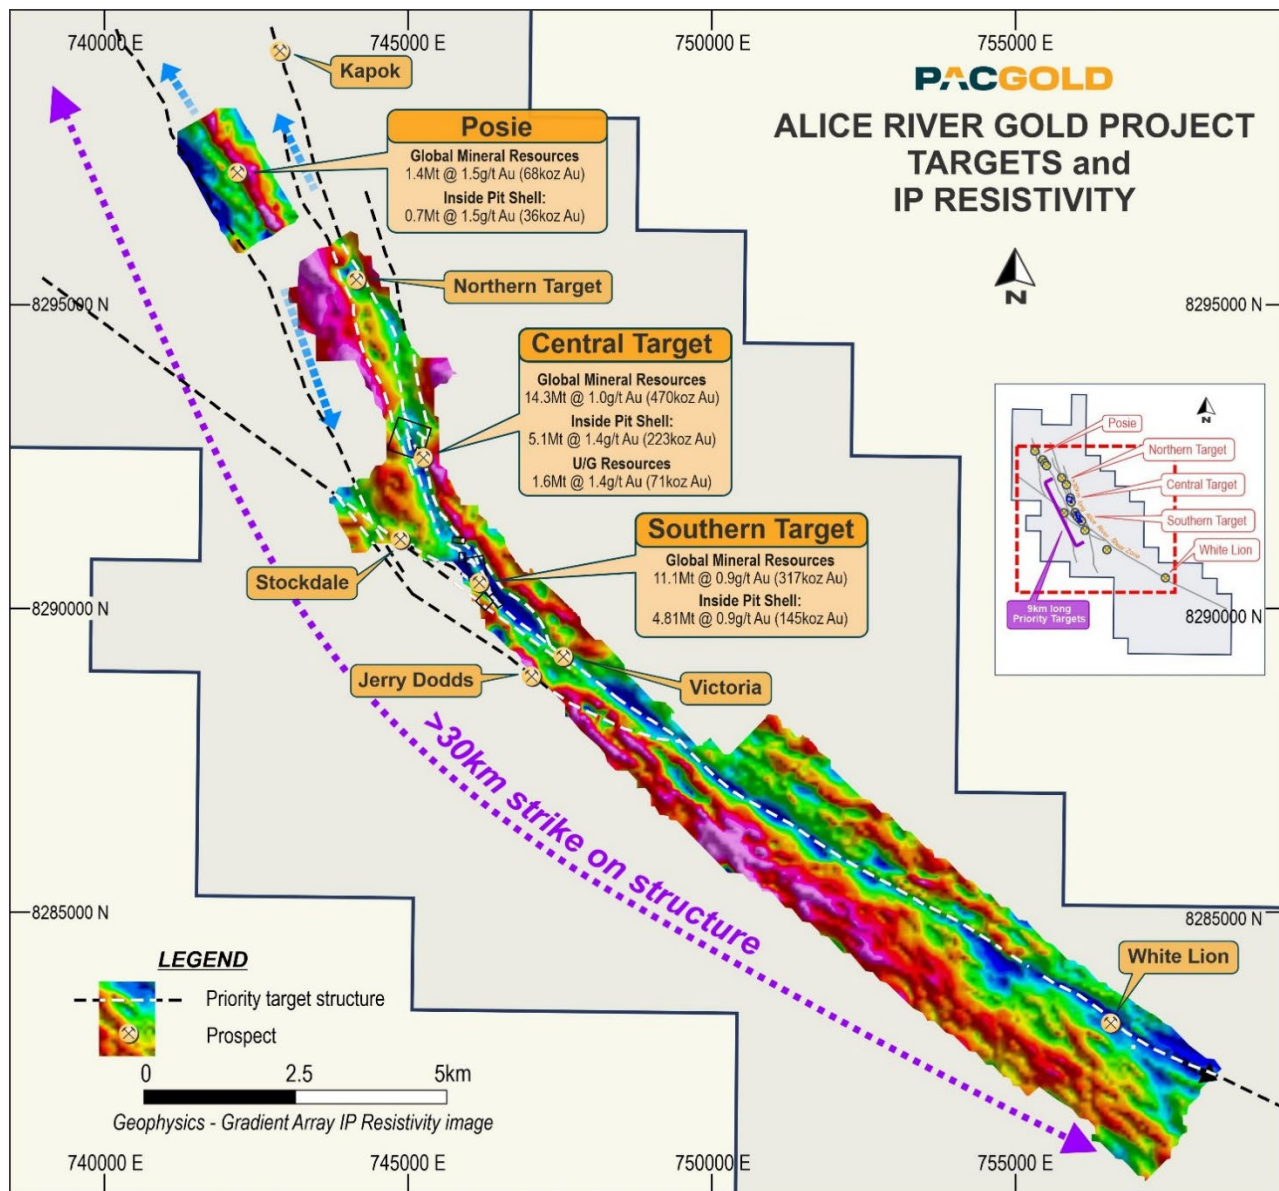 740000 E
745000 E
750000 E
755000 E
PACGOLD
ALICE RIVER GOLD PROJECT
TARGETS and
IP RESISTIVITY
N
Kapok
Posie
Global Mineral Resources
1.4Mt @ 1.5g/t Au (68koz Au)
Inside Pit Shell:
0.7Mt @ 1.5g/t Au (36koz Au)
Northern Target
8295000 N
8295000 N
Central Target
Global Mineral Resources
14.3Mt @ 1.0g/t Au (470koz Au)
Inside Pit Shell:
5.1Mt @ 1.4g/t Au (223koz Au)
U/G Resources
1.6Mt @ 1.4g/t Au (71koz Au)
Southern Target
Global Mineral Resources
11.1Mt @ 0.9g/t Au (317koz Au)
Inside Pit Shell:
4.81Mt @ 0.9g/t Au (145koz Au)
Stockdale
8290000 N
8290000 N
Jerry Dodds
Victoria
>30km strike on structure
N
Posie
Northern Target
Central Target
Southern Target
White Lion
9km long
Priority Targets
8285000 N
8285000 N
White Lion
LEGEND
Priority target structure
Prospect
0
2.5
5km
Geophysics - Gradient Array IP Resistivity image
740000 E
745000 E
750000 E
755000 E